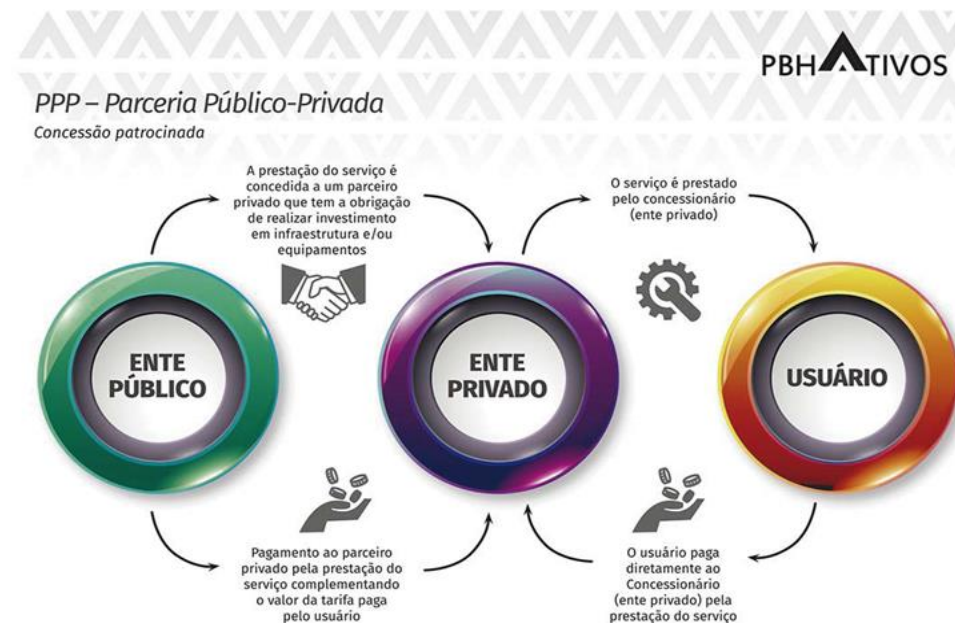 PBH ATIVOS
PPP – Parceria Público-Privada
Concessão patrocinada
A prestação do serviço é
concedida a um parceiro
privado que tem a obrigação
de realizar investimento
em infraestrutura e/ou
equipamentos
O serviço é prestado
pelo concessionário
(ente privado)
ENTE
PÚBLICO
ENTE
PRIVADO
USUÁRIO
Pagamento ao parceiro
privado pela prestação do
serviço complementando
o valor da tarifa paga
pelo usuário
O usuário paga
diretamente ao
Concessionário
(ente privado) pela
prestação do serviço